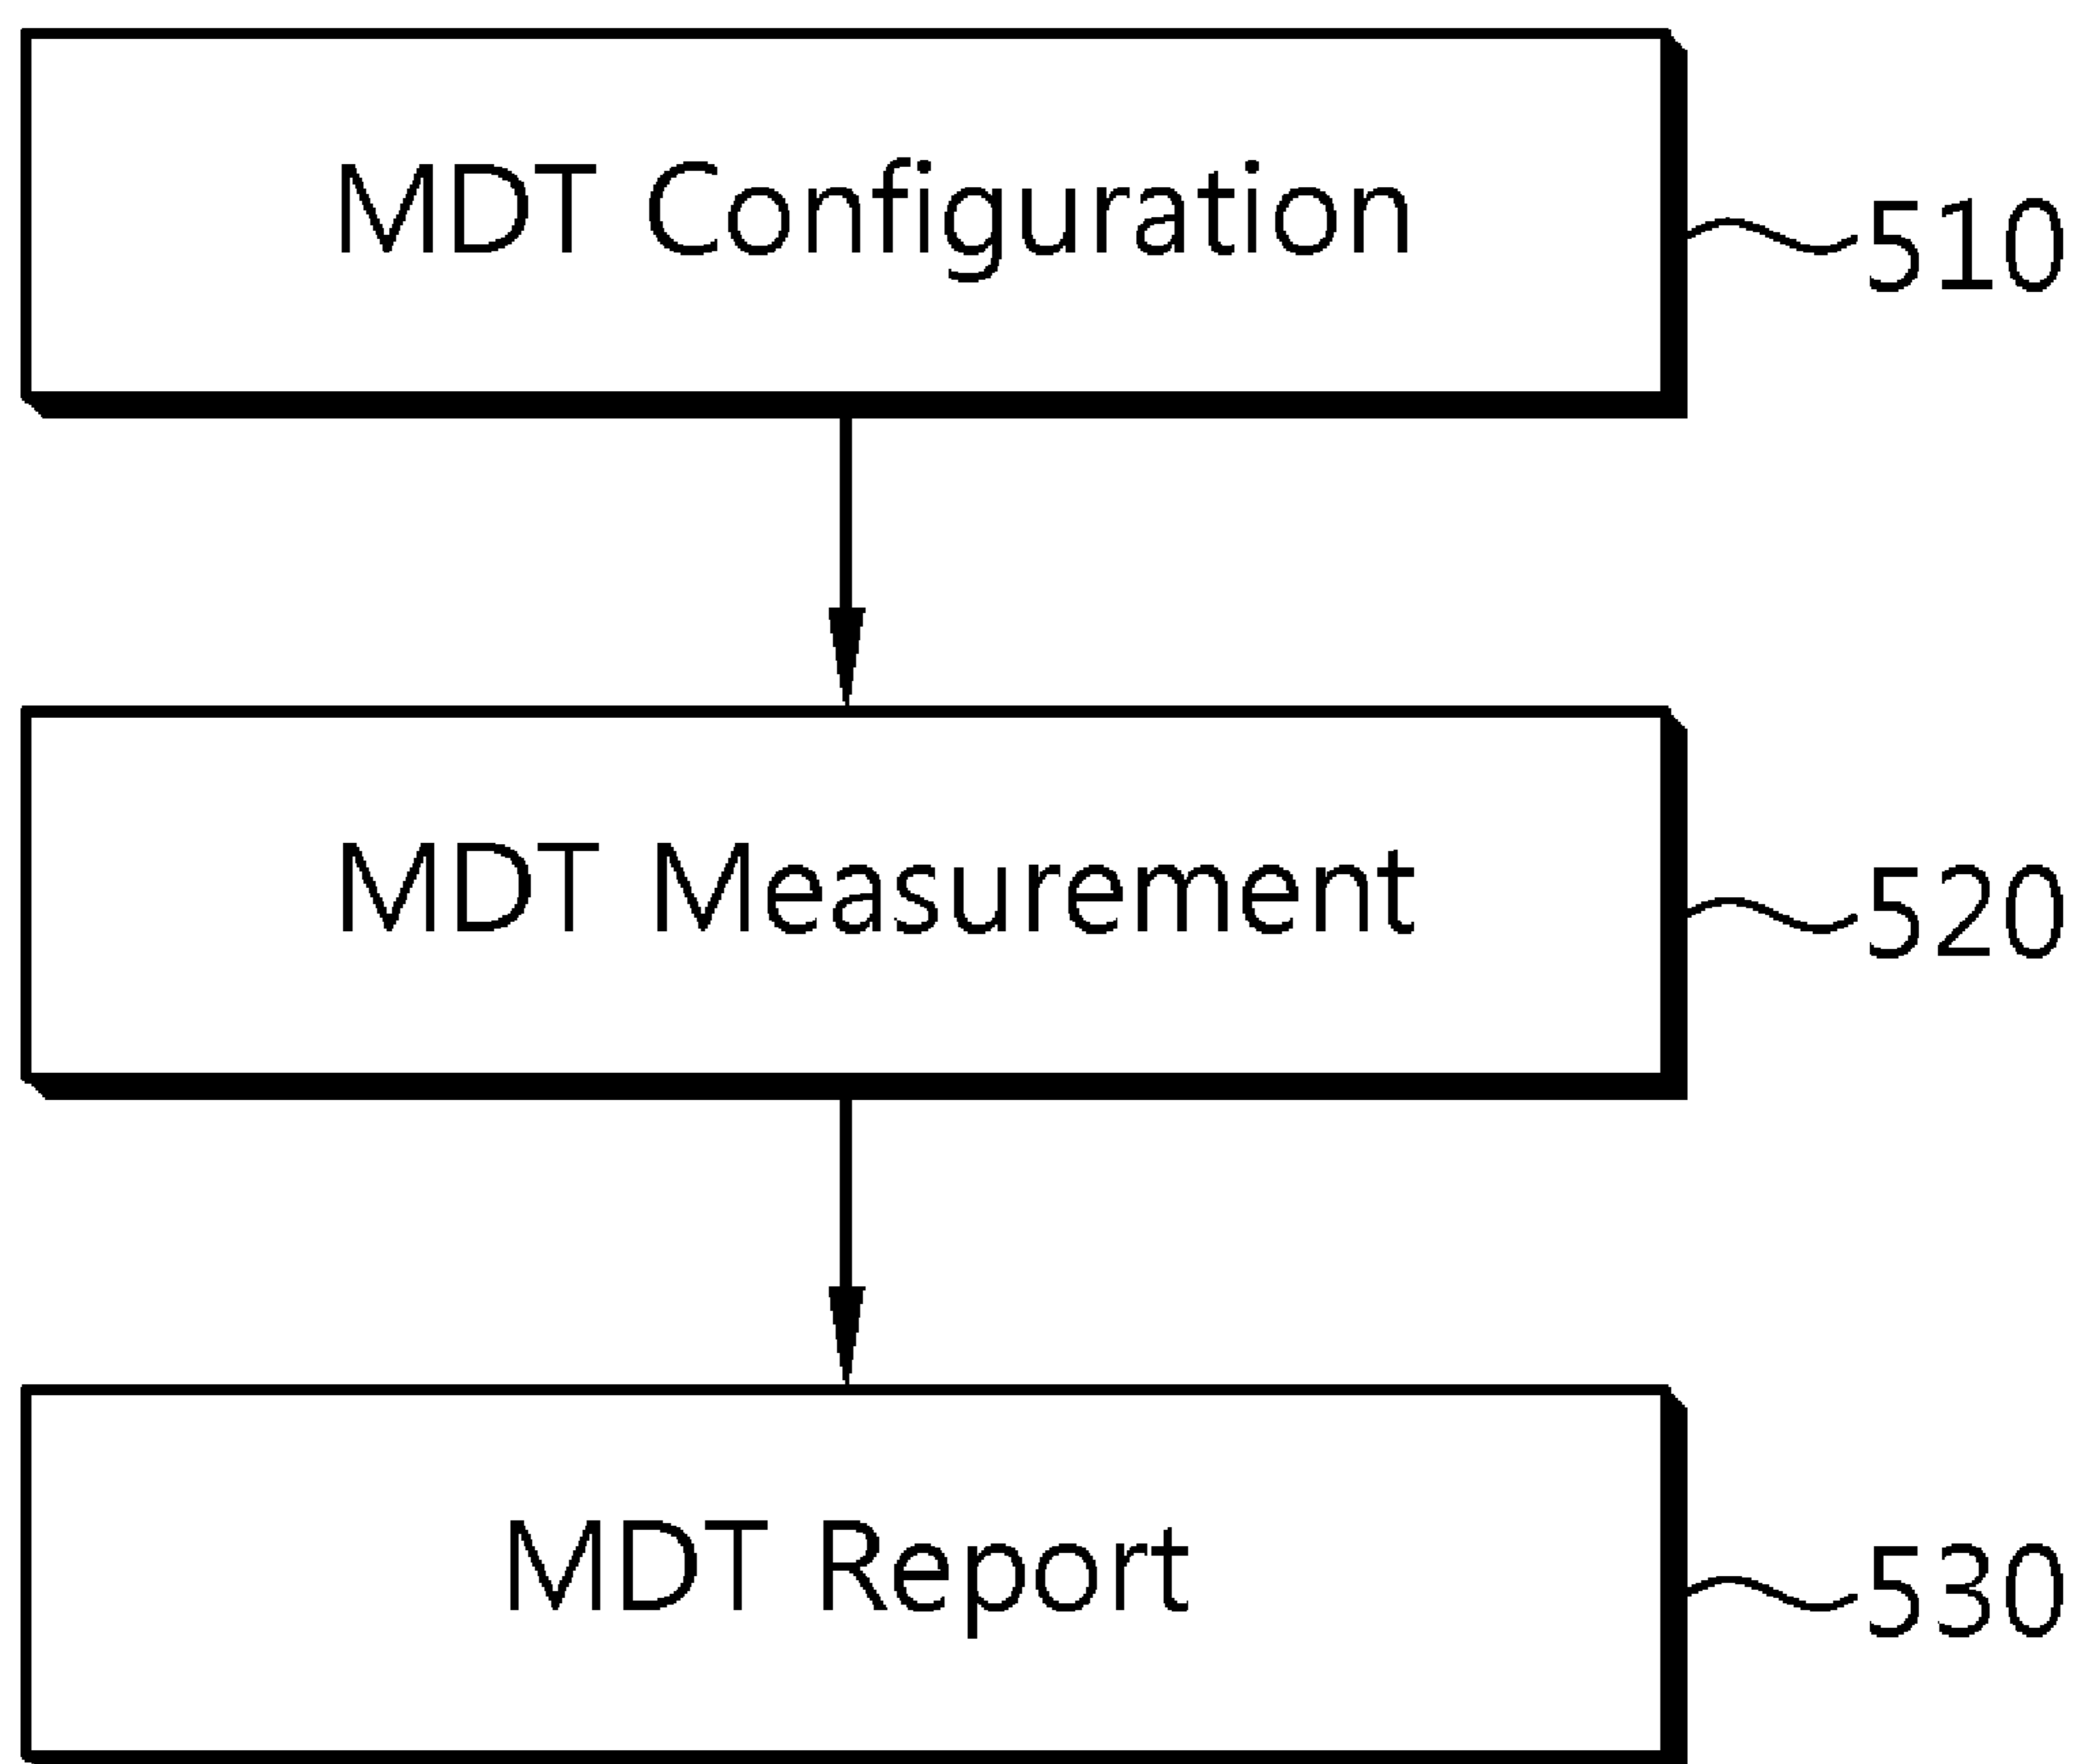 MDT Configuration
510
MDT Measurement
520
MDT Report
530